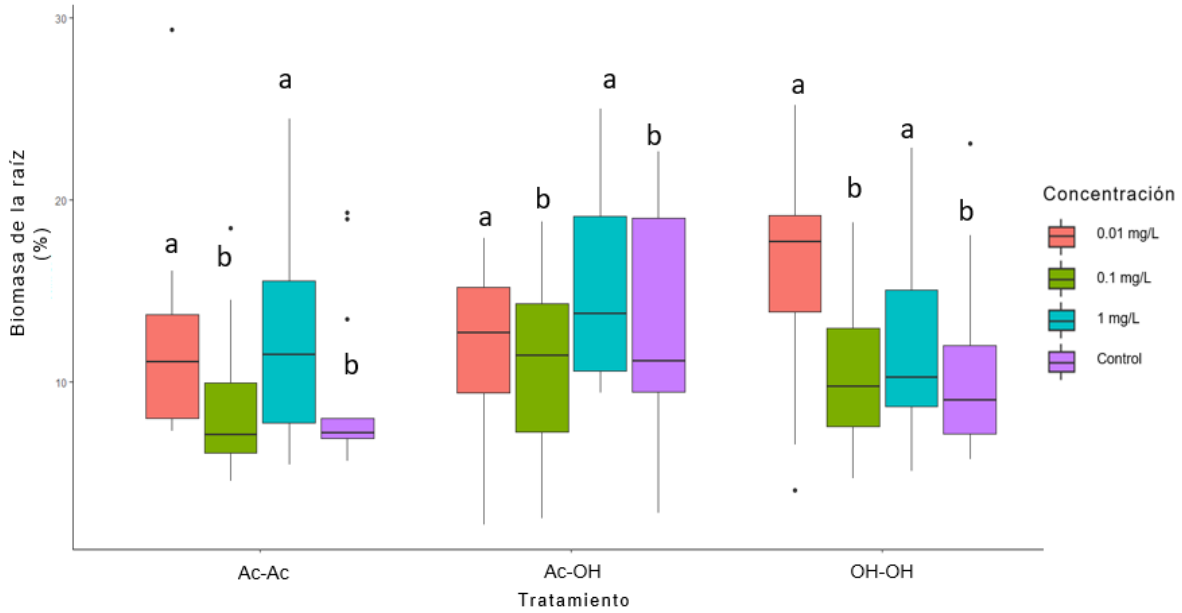 30
20
10
Biomasa de la raíz
(%)
a
b
a
b
a
b
a
b
a
b
a
b
Ac-Ac
Ac-OH
OH-OH
Tratamiento
Concentración
0.01 mg/L
0.1 mg/L
1 mg/L
Control